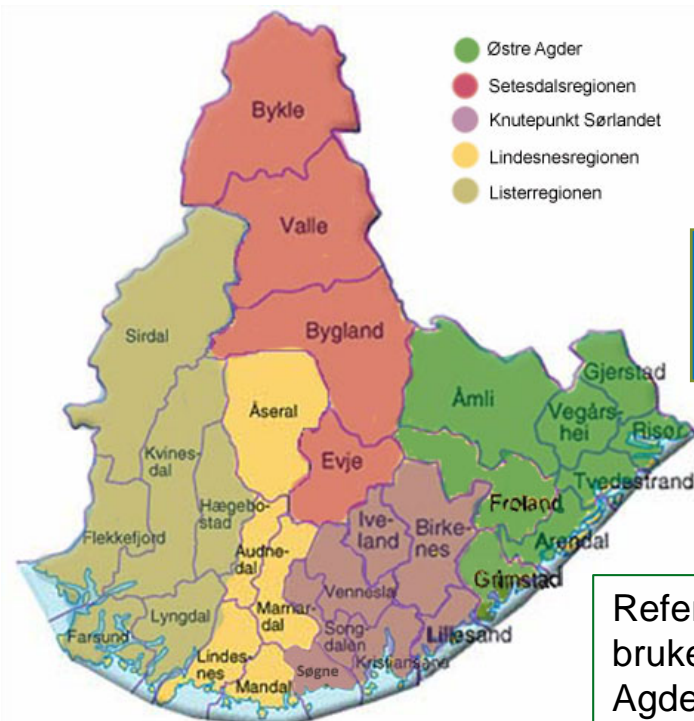 Østre Agder
Setesdalsregionen
Knutepunkt Sørlandet
Lindesnesregionen
Listerregionen
Bykle
Valle
Bygland
Sirdal
Åseral
Åmli
Gjerstad
Vegårs-
hei
Risør
Kvines-
dal
Evje
Tvedestrand
Hægebo-
stad
Froland
Ive-
land
Birke-
nes
Flekkefjord
Audne-
dal
Arendal
Grimstad
Vennesla
Marnar-
dal
Lyngdal
Farsund
Song-
dalen
Lillesand
Lindes-
nes
Søgne
Kristiansand
Mandal
Refer
bruke
Agde